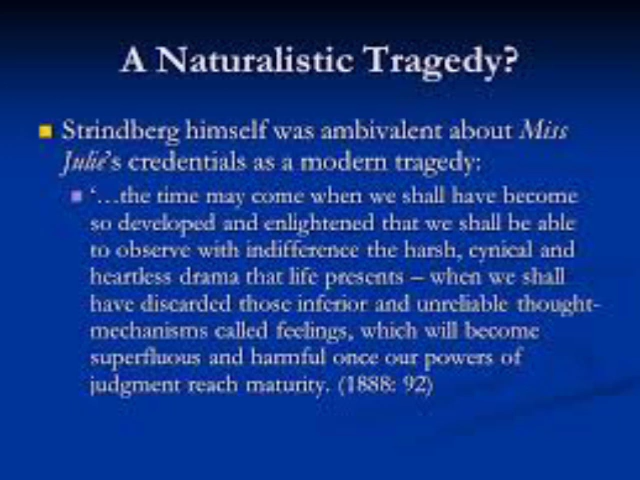 A Naturalistic Tragedy?
Strindberg himself was ambivalent about Miss
Julie's credentials as a modern tragedy:
‘…the time may come when we shall have become
so developed and enlightened that we shall be able
to observe with indifference the harsh, cynical and
heartless drama that life presents – when we shall
have discarded those inferior and unreliable thought-
mechanisms called feelings, which will become
superfluous and harmful once our powers of
judgment reach maturity. (1888: 92)